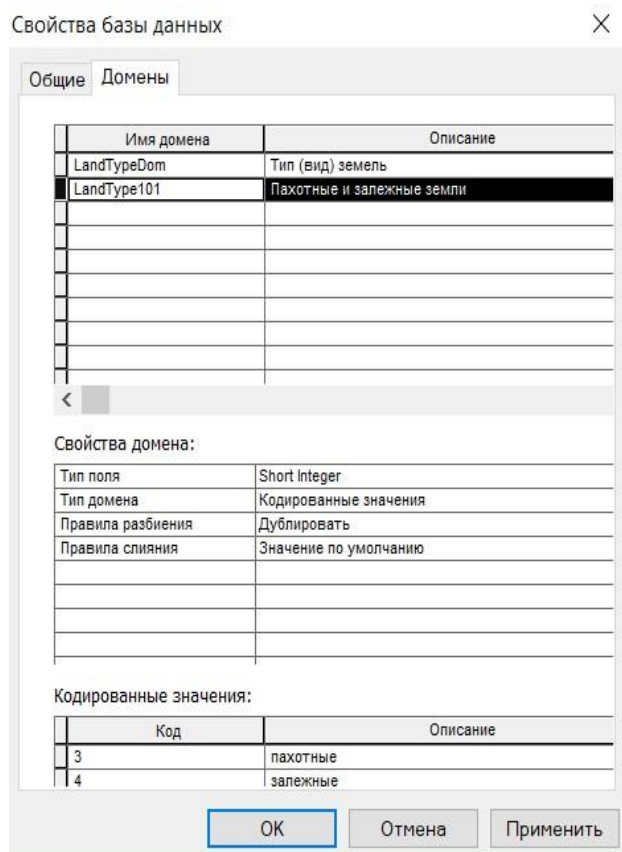 Свойства базы данных
Общие Домены
Имя домена Описание
LandTypeDom Тип (вид) земель
LandType101 Пахотные и залежные земли
Свойства домена:
Тип поля Short Integer
Тип домена Кодированные значения
Правила разбиения Дублировать
Правила слияния Значение по умолчанию
Кодированные значения:
Код Описание
3 пахотные
4 залежные
OK Отмена Применить